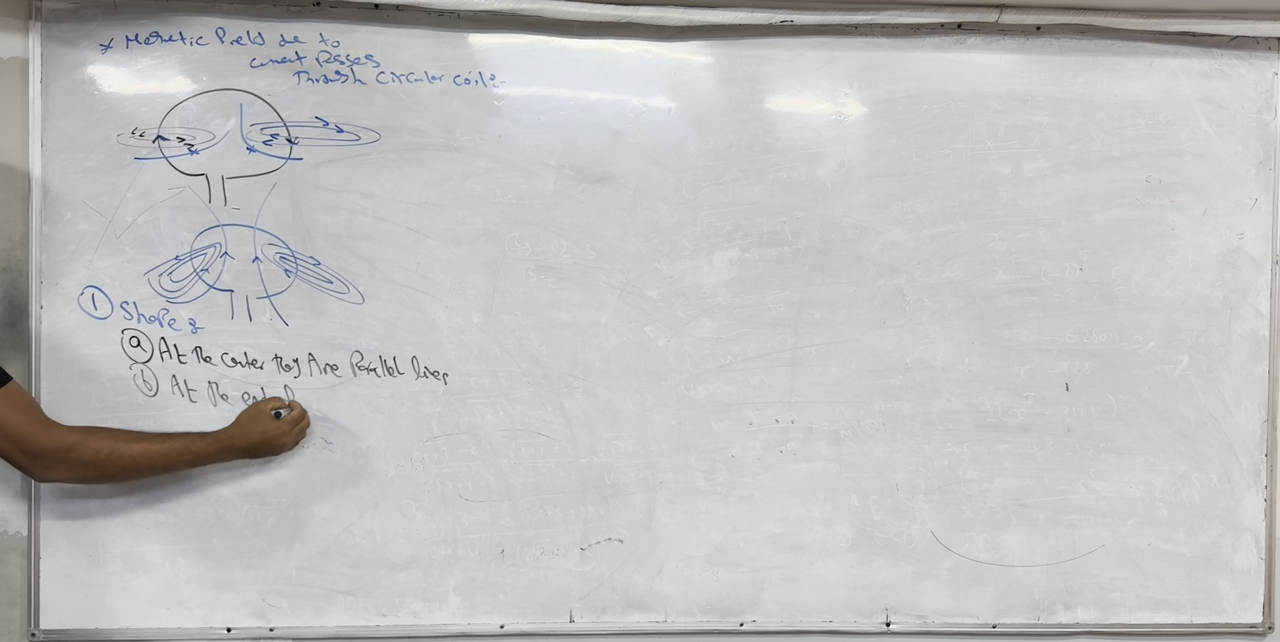 * Magnetic Field due to
current Passes
Through Circular coil:-
① Shape :
ⓐ At The center they Are Parallel lines
ⓑ At The